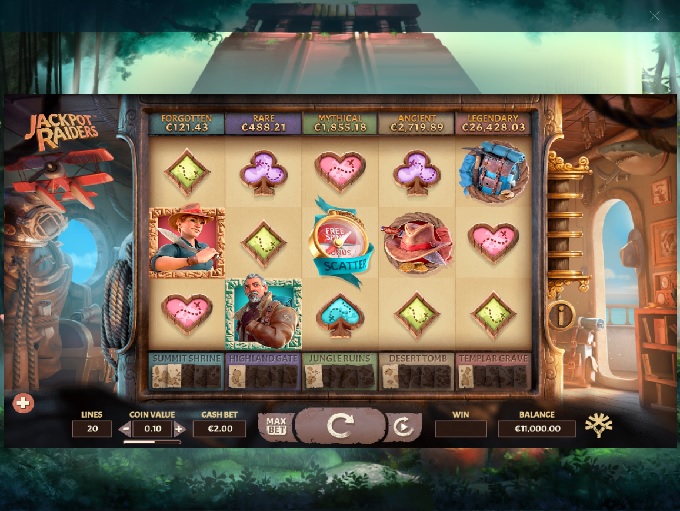 JACKPOT
RAIDERS
FORGOTTEN
€121.43
RARE
€488.21
MYTHICAL
€1,855.18
ANCIENT
€2,719.89
LEGENDARY
€26,428.03
FREE
SPINS
SCATTER
SUMMIT SHRINE
HIGHLAND GATE
JUNGLE RUINS
DESERT TOMB
TEMPLAR GRAVE
LINES
20
COIN VALUE
0.10
CASH BET
€2.00
MAX
BET
WIN
BALANCE
€11,000.00